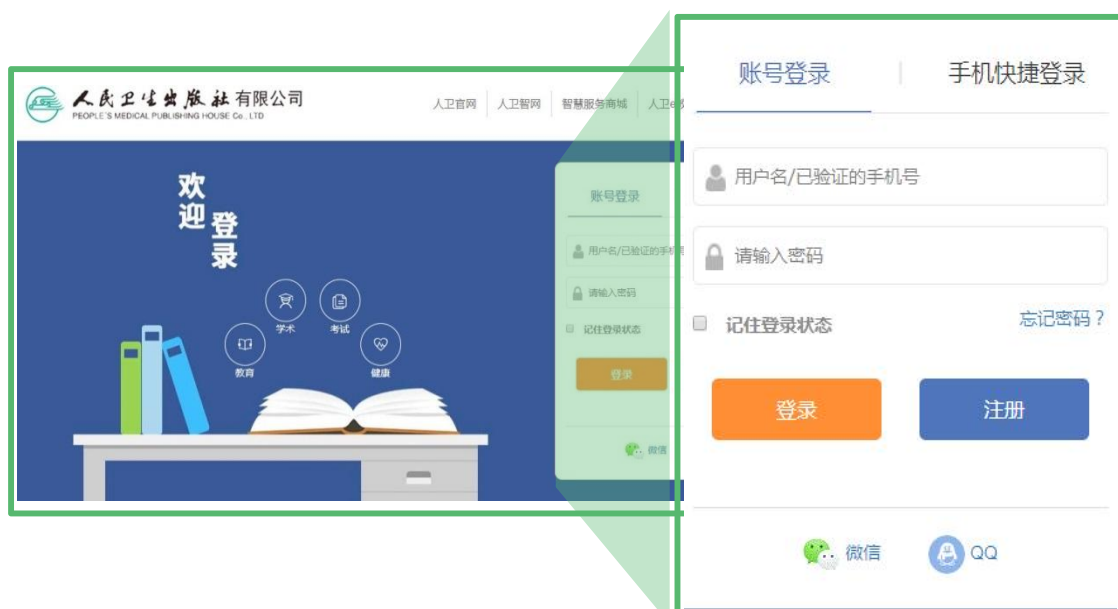 人民卫生出版社有限公司
PEOPLE'S MEDICAL PUBLISHING HOUSE Co., LTD
人卫官网 人卫智网 智慧服务商城 人卫e
欢迎
登录
学术 考试
教育 健康
账号登录
用户名/已验证的手机号
请输入密码
记住登录状态
登录
微信
账号登录 手机快捷登录
用户名/已验证的手机号
请输入密码
记住登录状态 忘记密码？
登录 注册
微信 QQ